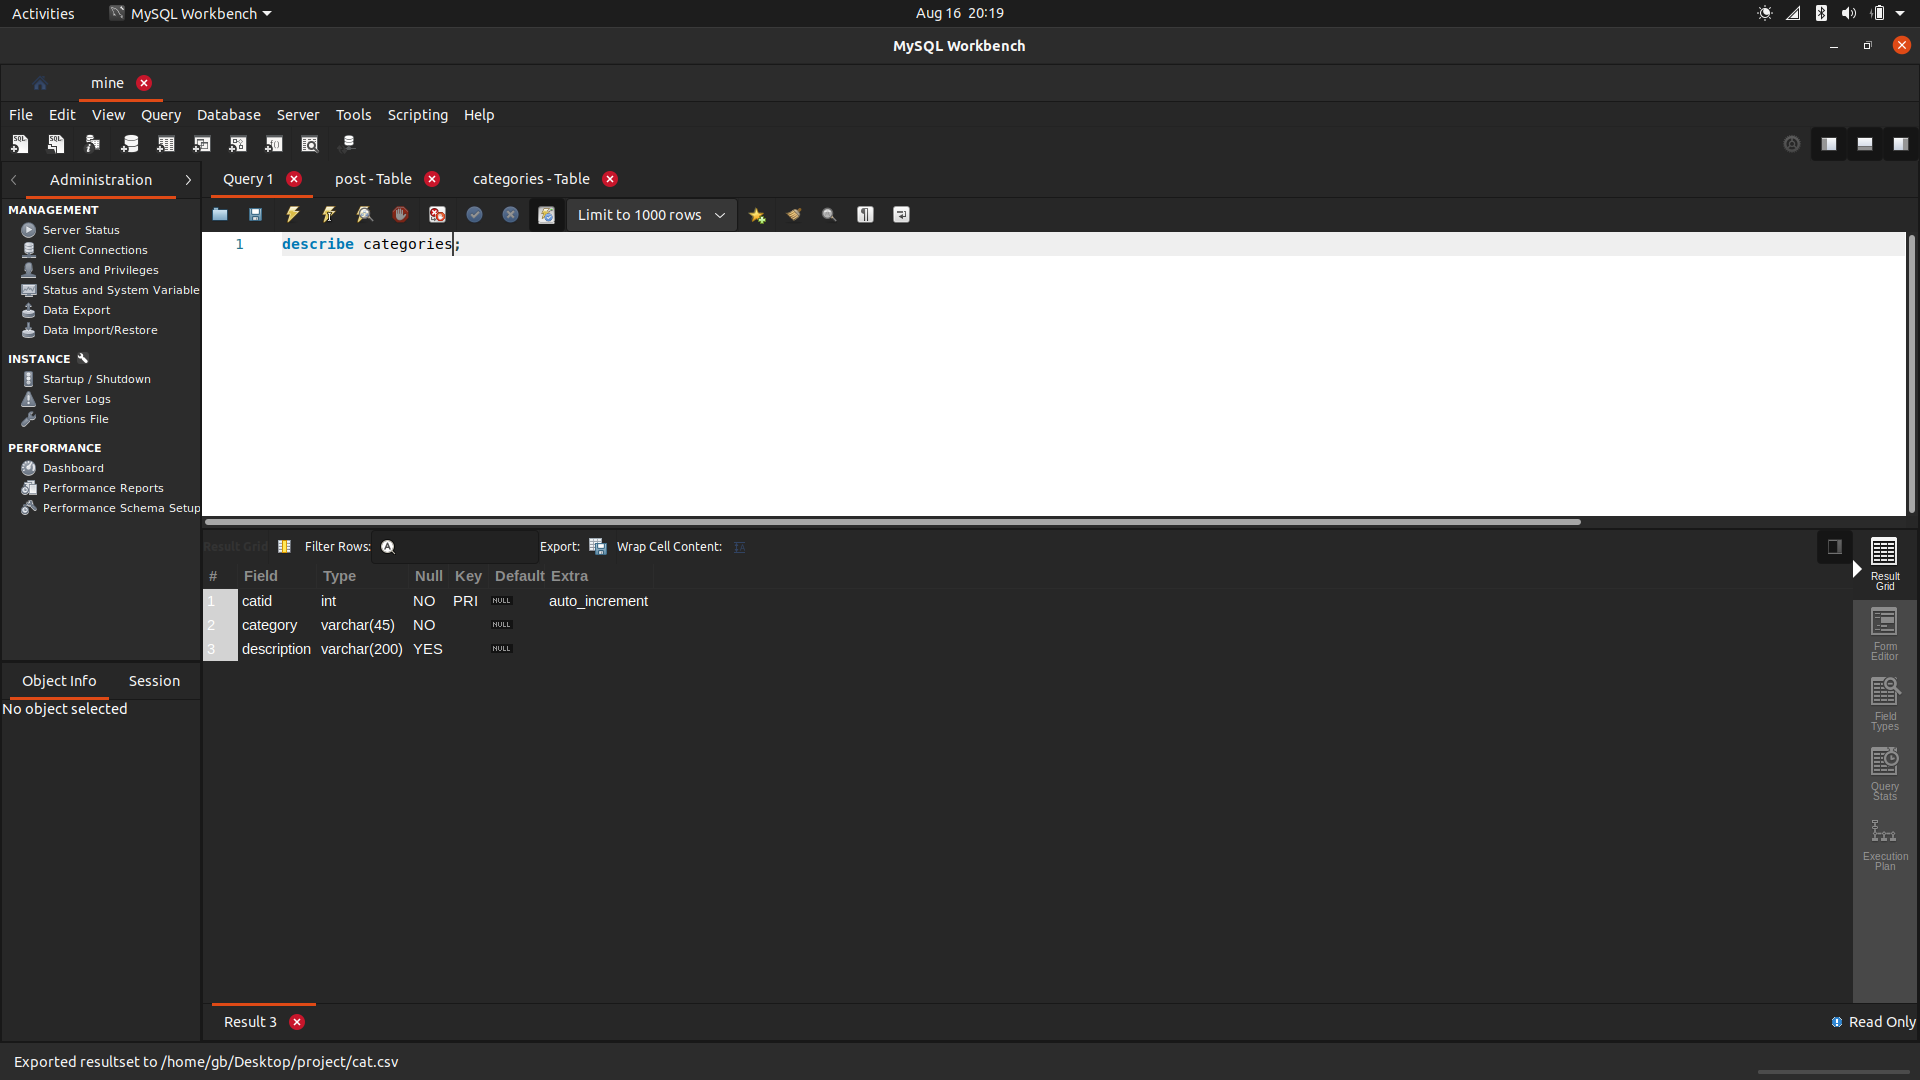 Activities MySQL Workbench Aug 16 20:19
MySQL Workbench
mine
File Edit View Query Database Server Tools Scripting Help
Administration
Query 1 post - Table categories - Table
MANAGEMENT
Server Status
Client Connections
Users and Privileges
Status and System Variable
Data Export
Data Import/Restore
INSTANCE
Startup / Shutdown
Server Logs
Options File
PERFORMANCE
Dashboard
Performance Reports
Performance Schema Setup
Limit to 1000 rows
1 describe categories;
Result Grid Filter Rows: Export: Wrap Cell Content:
# Field Type Null Key Default Extra
1 catid int NO PRI NULL auto_increment
2 category varchar(45) NO NULL
3 description varchar(200) YES NULL
Result
Grid
Form
Editor
Field
Types
Query
Stats
Execution
Plan
Object Info Session
No object selected
Result 3
Read Only
Exported resultset to /home/gb/Desktop/project/cat.csv